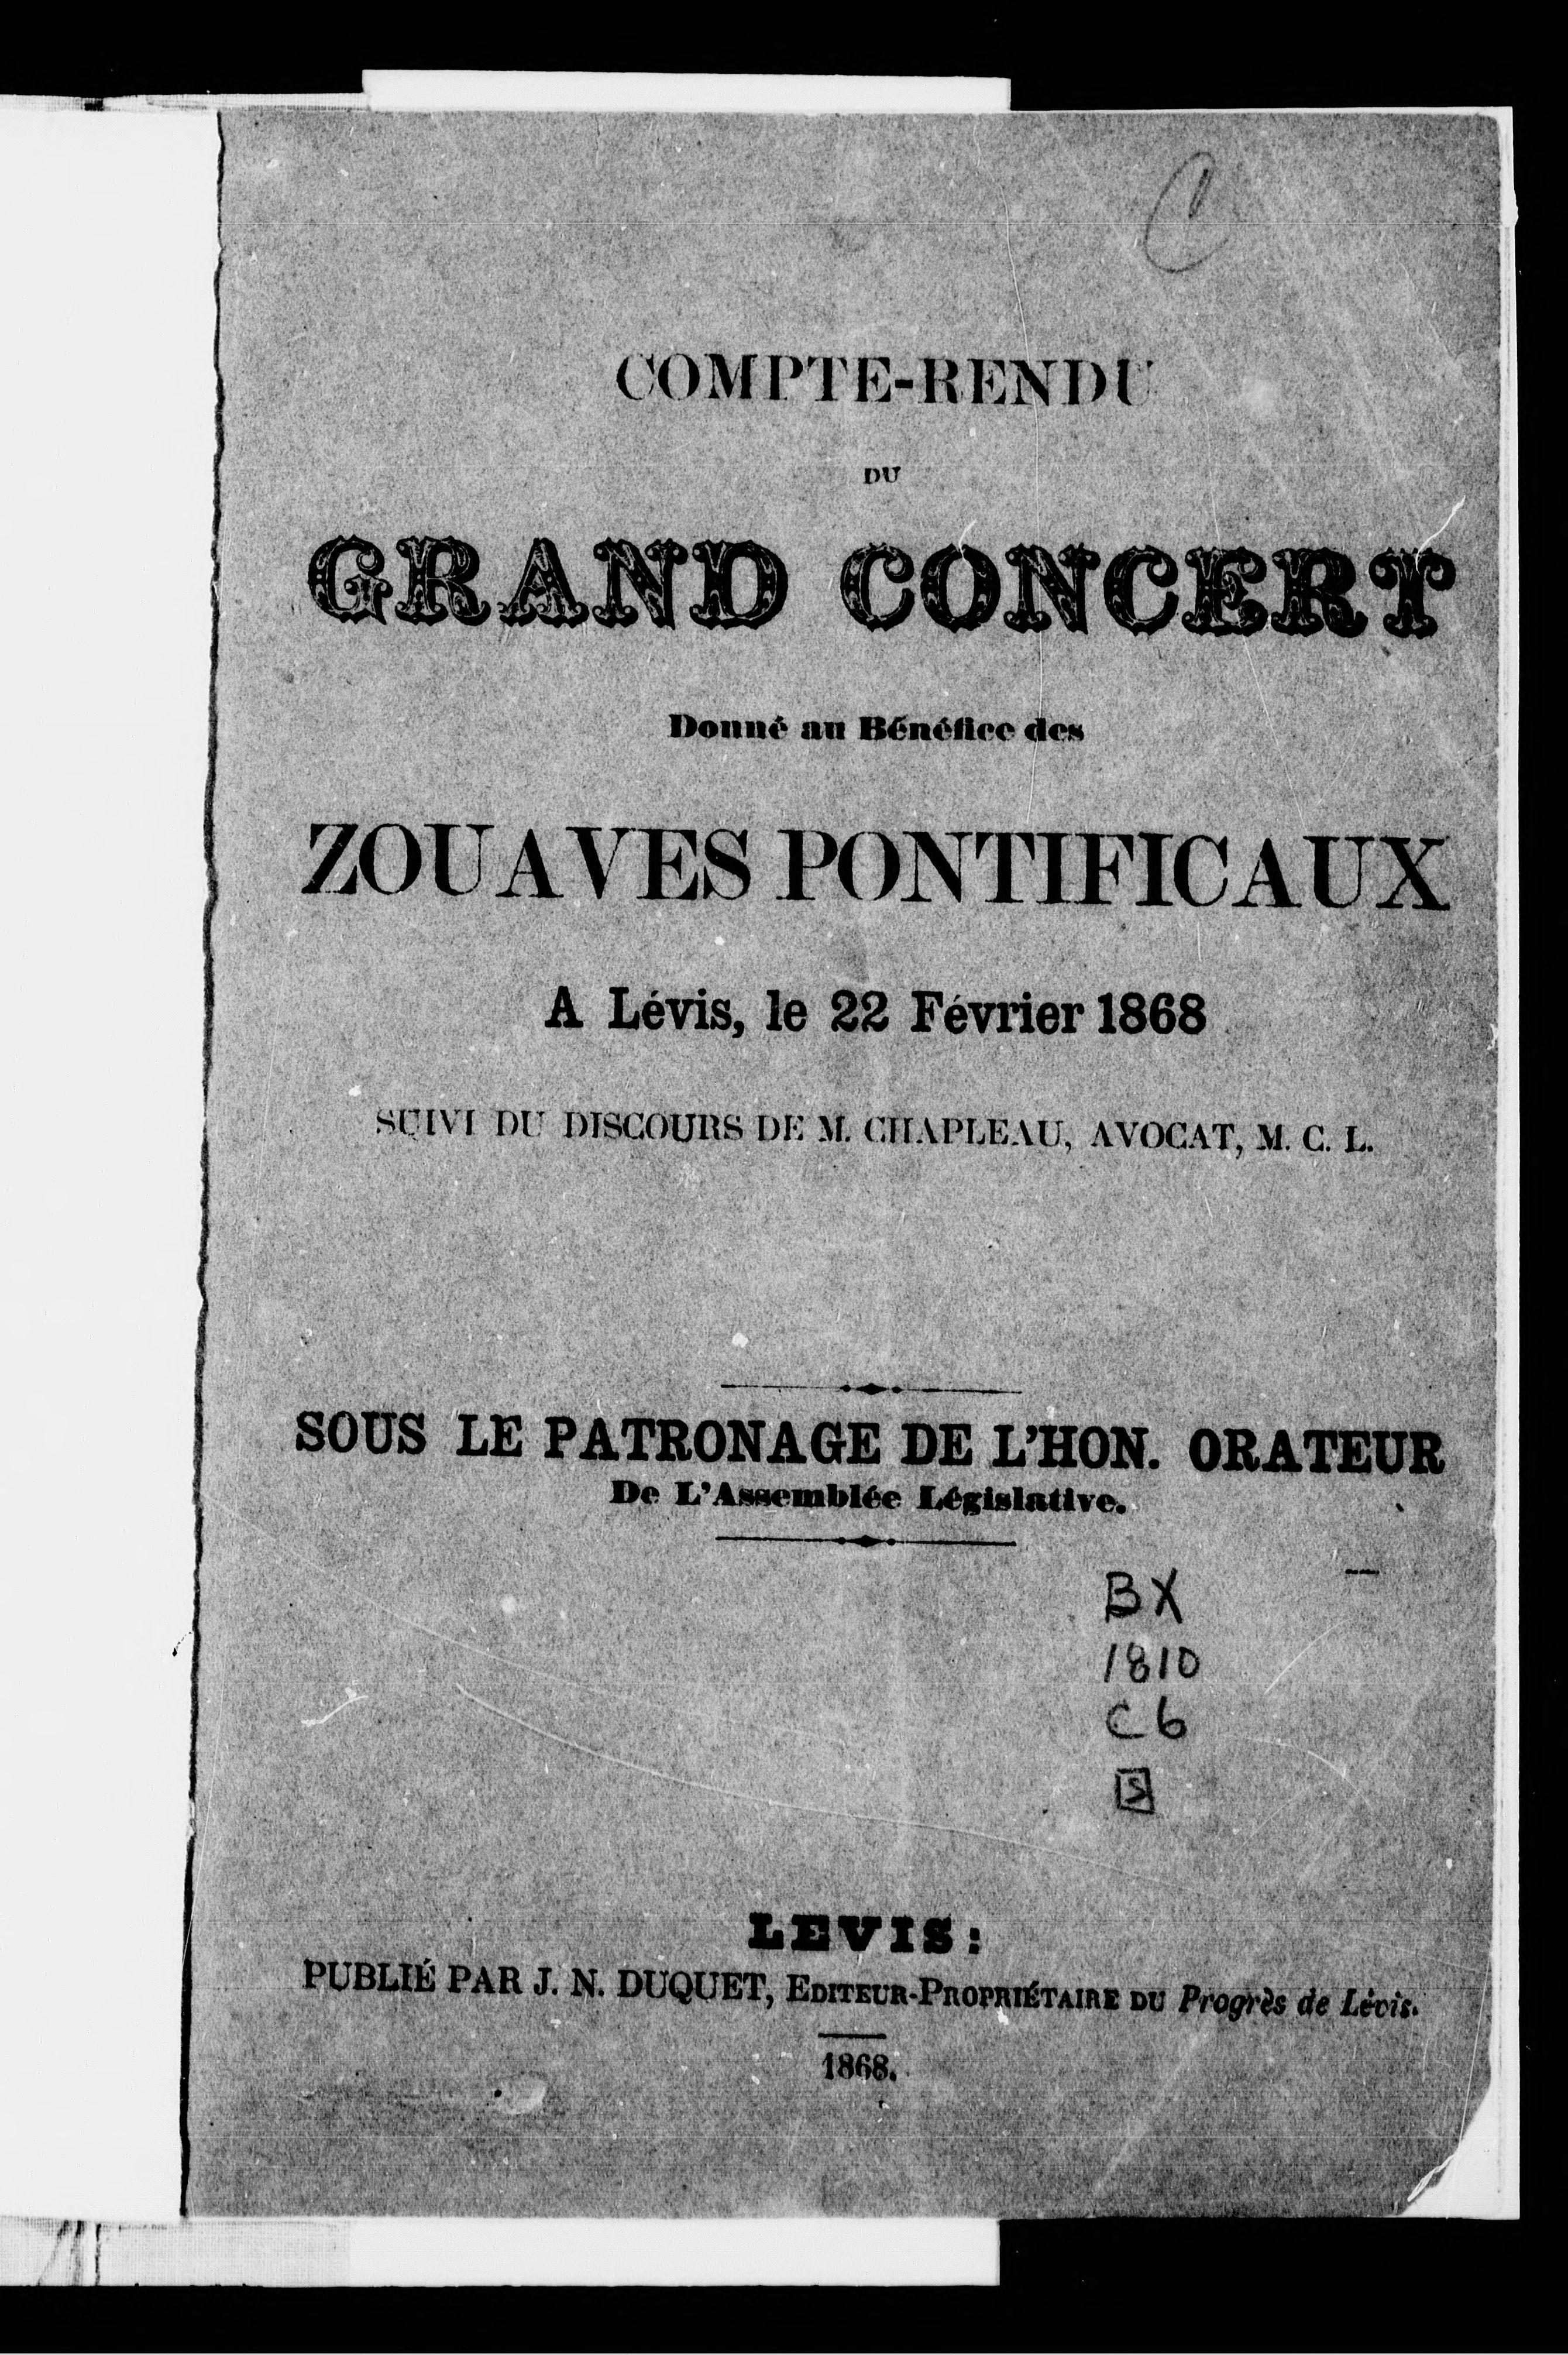 C
COMPTE-RENDU
DU
GRAND CONCERT
Donné au Bénéfice des
ZOUAVES PONTIFICAUX
A Lévis, le 22 Février 1868
SUIVI DU DISCOURS DE M. CHAPLEAU, AVOCAT, M. C. L.
SOUS LE PATRONAGE DE L'HON. ORATEUR
De L'Assemblée Législative.
BX
1810
C6
S
LEVIS:
PUBLIÉ PAR J. N. DUQUET, EDITEUR-PROPRIÉTAIRE DU Progrès de Lévis.
1868.